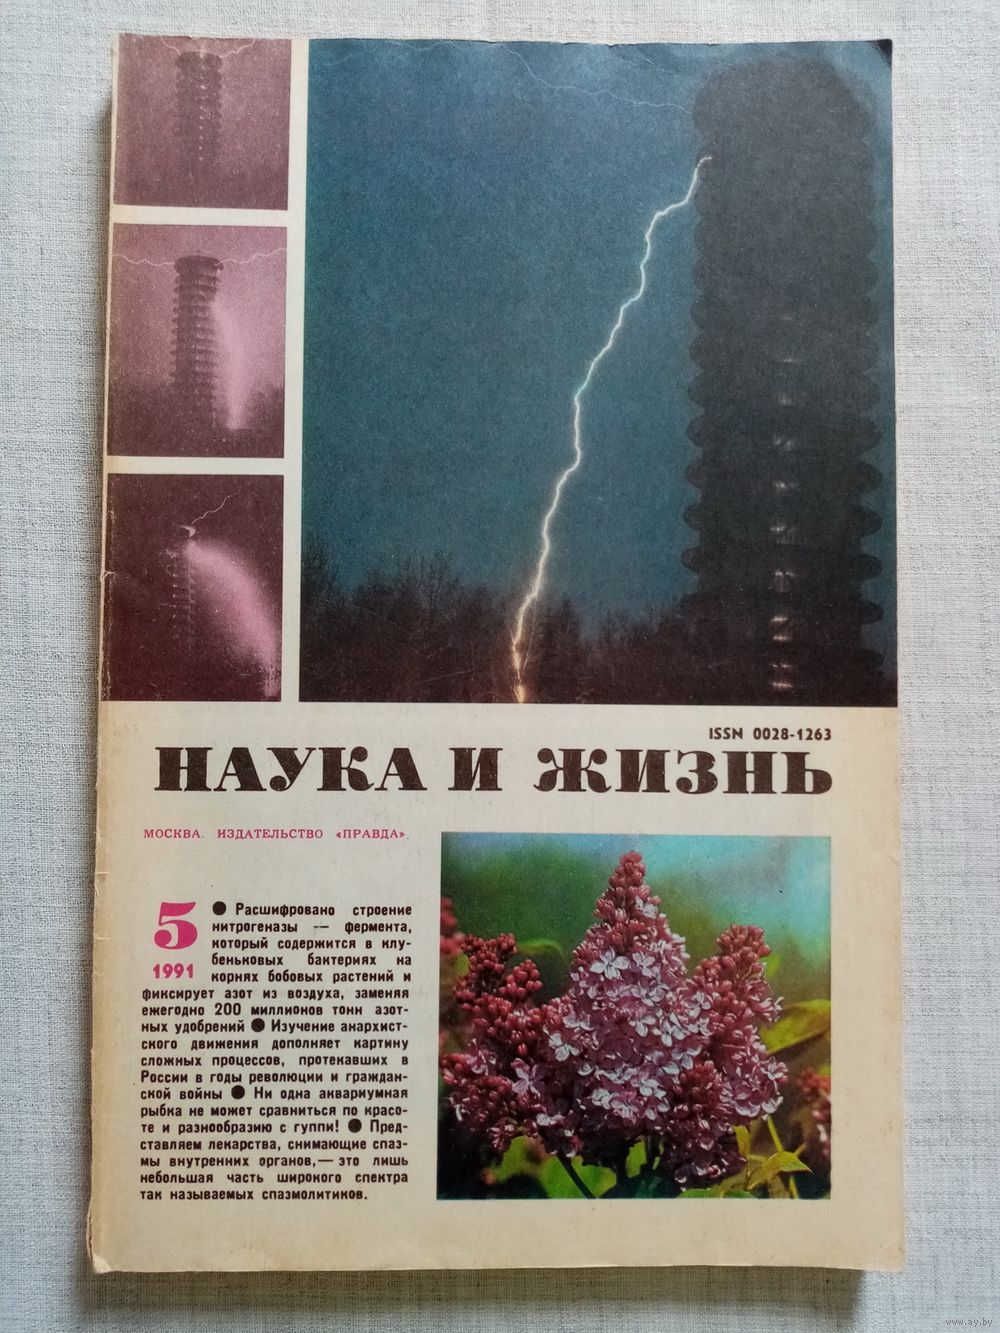 ISSN 0028-1263
НАУКА И ЖИЗНЬ
МОСКВА. ИЗДАТЕЛЬСТВО «ПРАВДА».
5
1991
● Расшифровано строение
нитрогеназы — фермента,
который содержится в клу-
беньковых бактериях на
корнях бобовых растений и
фиксирует азот из воздуха, заменяя
ежегодно 200 миллионов тонн азот-
ных удобрений ● Изучение анархист-
ского движения дополняет картину
сложных процессов, протекавших в
России в годы революции и граждан-
ской войны ● Ни одна аквариумная
рыбка не может сравниться по красо-
те и разнообразию с гуппи! ● Пред-
ставляем лекарства, снимающие спаз-
мы внутренних органов,— это лишь
небольшая часть широкого спектра
так называемых спазмолитиков.
www.ay.by